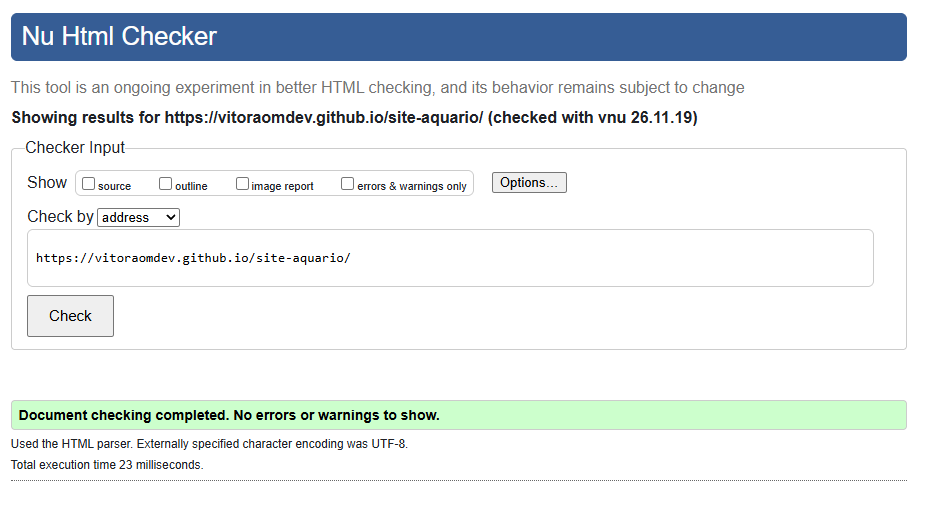 Nu Html Checker
This tool is an ongoing experiment in better HTML checking, and its behavior remains subject to change
Showing results for https://vitoraomdev.github.io/site-aquario/ (checked with vnu 26.11.19)
Checker Input
Show source outline image report errors & warnings only Options...
Check by address
https://vitoraomdev.github.io/site-aquario/
Check
Document checking completed. No errors or warnings to show.
Used the HTML parser. Externally specified character encoding was UTF-8.
Total execution time 23 milliseconds.